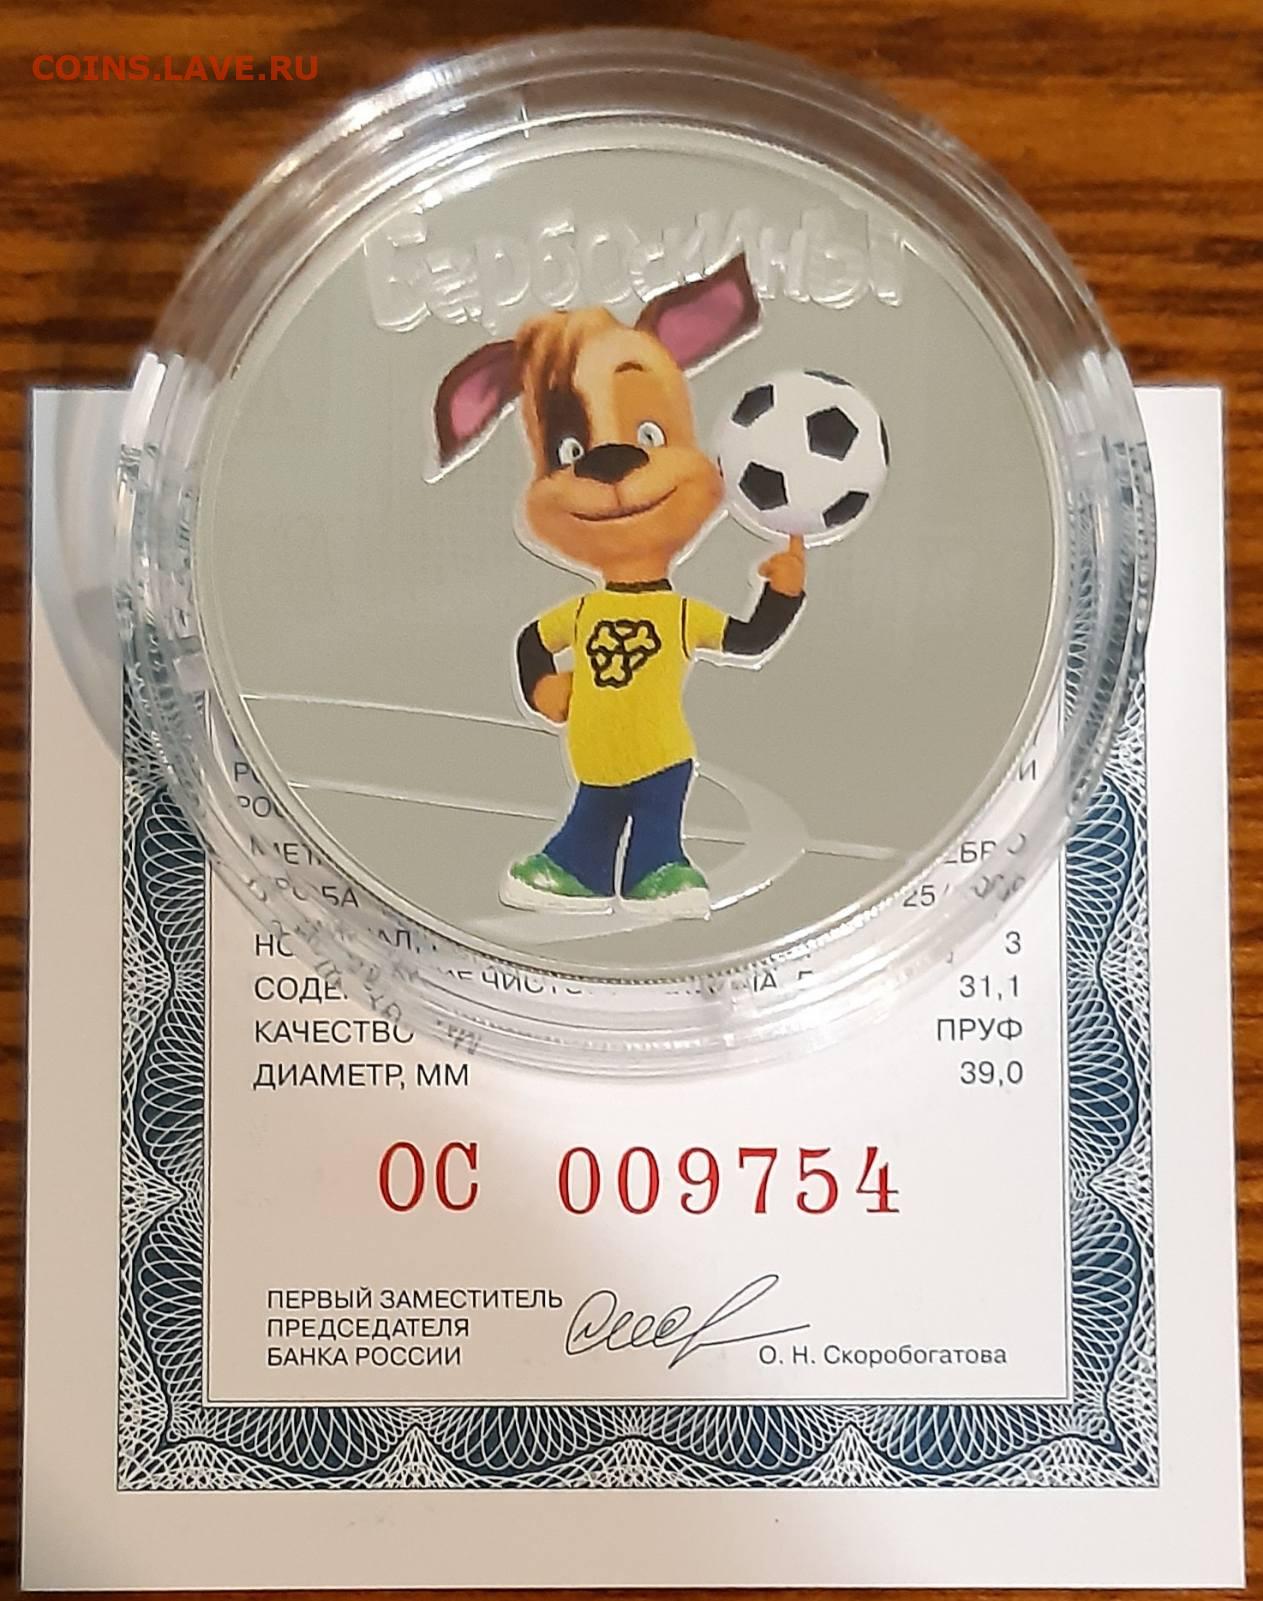 COINS.LAVE.RU
Барбоскины
НО
3
31,1
КАЧЕСТВО ПРУФ
ДИАМЕТР, ММ 39,0
ОС 009754
ПЕРВЫЙ ЗАМЕСТИТЕЛЬ
ПРЕДСЕДАТЕЛЯ
БАНКА РОССИИ
О. Н. Скоробогатова